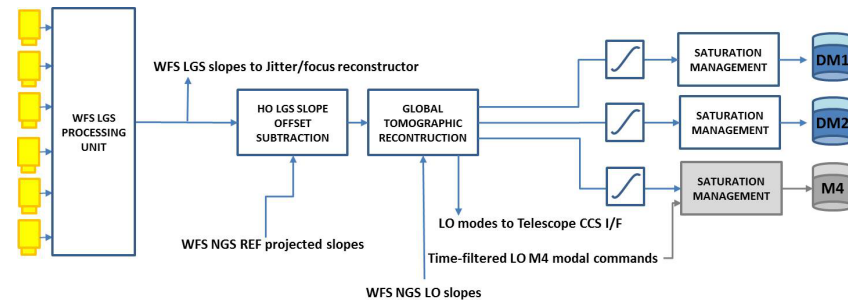 WFS LGS
PROCESSING
UNIT
WFS LGS slopes to Jitter/focus reconstructor
HO LGS SLOPE
OFFSET
SUBTRACTION
WFS NGS REF projected slopes
GLOBAL
TOMOGRAPHIC
RECONTRUCTION
LO modes to Telescope CCS I/F
Time-filtered LO M4 modal commands
WFS NGS LO slopes
SATURATION
MANAGEMENT
DM1
SATURATION
MANAGEMENT
DM2
SATURATION
MANAGEMENT
M4